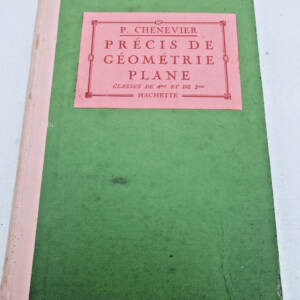 P. CHENEVIER
PRÉCIS DE
GÉOMÉTRIE
PLANE
CLASSES DE 4me ET DE 3me
HACHETTE